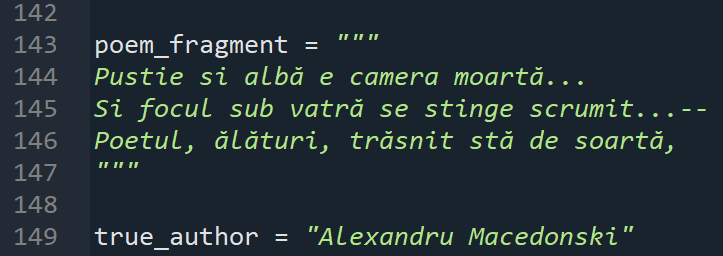 142
143 poem_fragment = """
144 Pustie si albă e camera moartă...
145 Si focul sub vatră se stinge scrumit...--
146 Poetul, ălături, trăsnit stă de soartă,
147 """
148
149 true_author = "Alexandru Macedonski"